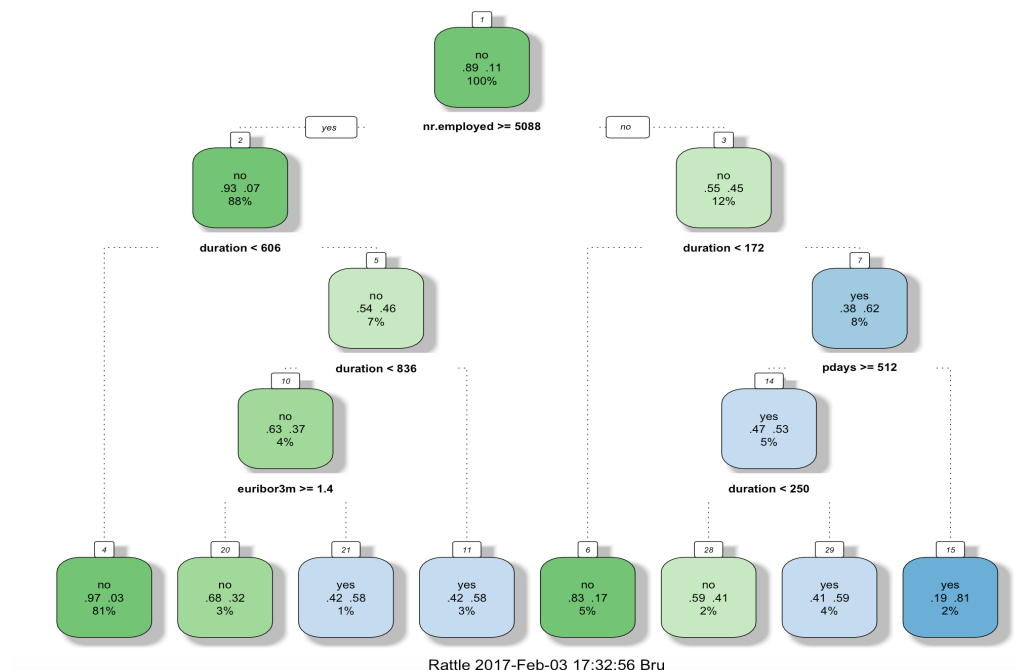 1
no
.89 .11
100%
yes
nr.employed >= 5088
no
2
no
.93 .07
88%
3
no
.55 .45
12%
duration < 606
duration < 172
5
no
.54 .46
7%
7
yes
.38 .62
8%
duration < 836
pdays >= 512
10
no
.63 .37
4%
14
yes
.47 .53
5%
euribor3m >= 1.4
duration < 250
4
no
.97 .03
81%
20
no
.68 .32
3%
21
yes
.42 .58
1%
11
yes
.42 .58
3%
6
no
.83 .17
5%
28
no
.59 .41
2%
29
yes
.41 .59
4%
15
yes
.19 .81
2%
Rattle 2017-Feb-03 17:32:56 Bru